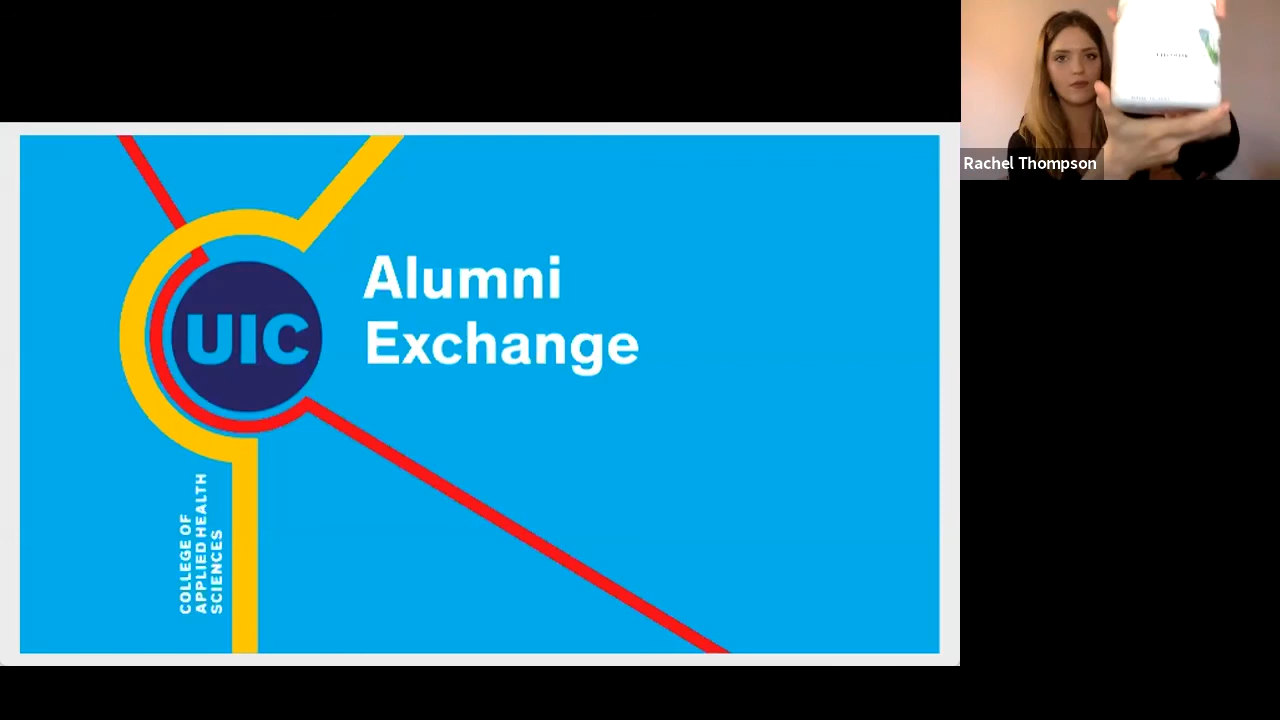 Rachel Thompson
Alumni
Exchange
UIC
COLLEGE OF
APPLIED HEALTH
SCIENCES